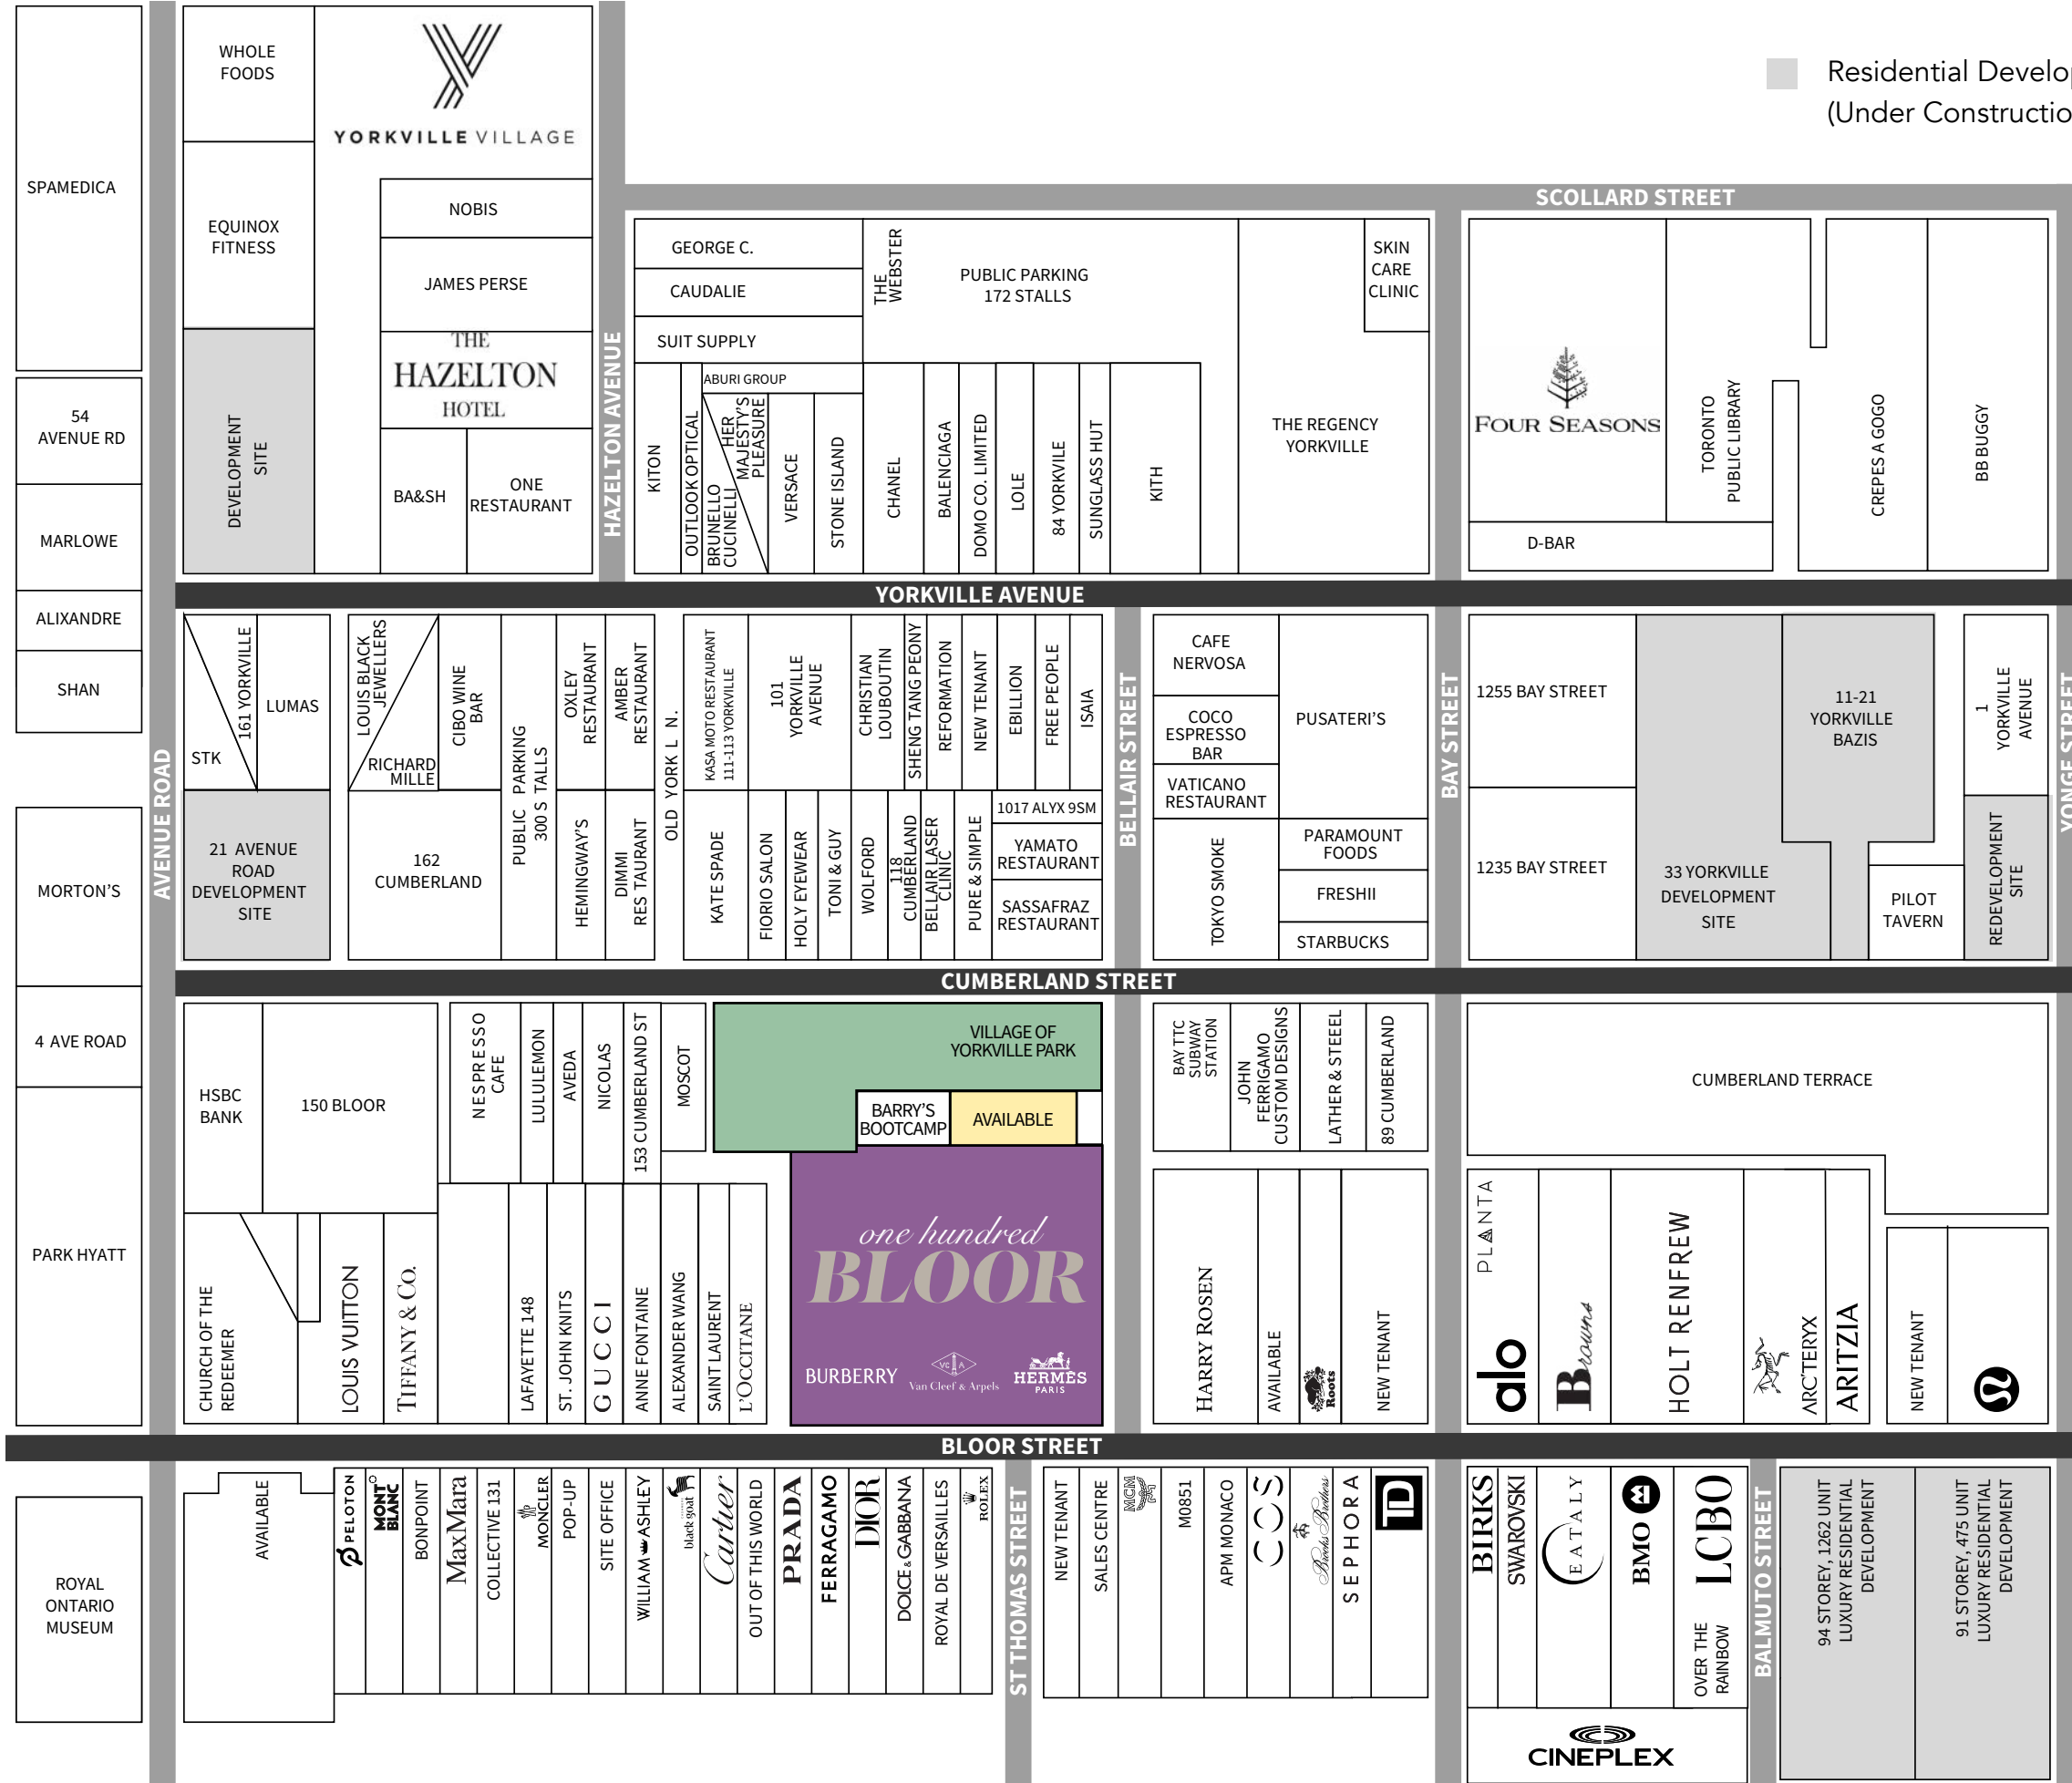 WHOLE
FOODS
YORKVILLE VILLAGE
Residential Develo
(Under Constructio
SPAMEDICA
EQUINOX
FITNESS
NOBIS
JAMES PERSE
THE
HAZELTON
HOTEL
DEVELOPMENT
SITE
BA&SH
ONE
RESTAURANT
HAZELTON AVENUE
SCOLLARD STREET
GEORGE C.
CAUDALIE
SUIT SUPPLY
THE
WEBSTER
PUBLIC PARKING
172 STALLS
SKIN
CARE
CLINIC
ABURI GROUP
KITON
OUTLOOK OPTICAL
BRUNELLO
CUCINELLI
HER
MAJESTY'S
PLEASURE
VERSACE
STONE ISLAND
CHANEL
BALENCIAGA
DOMO CO. LIMITED
LOLE
84 YORKVILE
SUNGLASS HUT
KITH
THE REGENCY
YORKVILLE
FOUR SEASONS
TORONTO
PUBLIC LIBRARY
D-BAR
CREPES A GOGO
BB BUGGY
54
AVENUE RD
MARLOWE
ALIXANDRE
SHAN
YORKVILLE AVENUE
AVENUE ROAD
STK
161 YORKVILLE
LUMAS
LOUIS BLACK
JEWELLERS
RICHARD
MILLE
CIBO WINE
BAR
PUBLIC PARKING
300 S TALLS
OXLEY
RESTAURANT
AMBER
RESTAURANT
OLD YORK L N.
KASA MOTO RESTAURANT
111-113 YORKVILLE
101
YORKVILLE
AVENUE
CHRISTIAN
LOUBOUTIN
SHENG TANG PEONY
REFORMATION
NEW TENANT
EBILLION
FREE PEOPLE
ISAIA
BELLAIR STREET
CAFE
NERVOSA
COCO
ESPRESSO
BAR
VATICANO
RESTAURANT
PUSATERI'S
BAY STREET
1255 BAY STREET
1235 BAY STREET
33 YORKVILLE
DEVELOPMENT
SITE
11-21
YORKVILLE
BAZIS
1
YORKVILLE
AVENUE
YONGE STREET
PILOT
TAVERN
REDEVELOPMENT
SITE
MORTON'S
21 AVENUE
ROAD
DEVELOPMENT
SITE
162
CUMBERLAND
HEMINGWAY'S
DIMMI
RES TAURANT
KATE SPADE
FIORIO SALON
HOLY EYEWEAR
TONI & GUY
WOLFORD
118
CUMBERLAND
BELLAIR LASER
CLINIC
PURE & SIMPLE
1017 ALYX 9SM
YAMATO
RESTAURANT
SASSAFRAZ
RESTAURANT
TOKYO SMOKE
PARAMOUNT
FOODS
FRESHII
STARBUCKS
CUMBERLAND STREET
4 AVE ROAD
PARK HYATT
HSBC
BANK
150 BLOOR
NESPRESSO
CAFE
LULULEMON
AVEDA
NICOLAS
153 CUMBERLAND ST
MOSCOT
VILLAGE OF
YORKVILLE PARK
BARRY'S
BOOTCAMP
AVAILABLE
BAY TTC
SUBWAY
STATION
JOHN
FERRIGAMO
CUSTOM DESIGNS
LATHER & STEEEL
89 CUMBERLAND
CUMBERLAND TERRACE
CHURCH OF THE
REDEEMER
LOUIS VUITTON
TIFFANY & CO.
LAFAYETTE 148
ST. JOHN KNITS
GUCCI
ANNE FONTAINE
ALEXANDER WANG
SAINT LAURENT
L'OCCITANE
one hundred
BLOOR
BURBERRY
VC A
Van Cleef & Arpels
HERMÈS
PARIS
HARRY ROSEN
AVAILABLE
Roots
NEW TENANT
PLANTA
alo
Browns
HOLT RENFREW
ARC'TERYX
ARITZIA
NEW TENANT
BLOOR STREET
ROYAL
ONTARIO
MUSEUM
AVAILABLE
PELOTON
MONT
BLANC
BONPOINT
MaxMara
COLLECTIVE 131
MONCLER
POP-UP
SITE OFFICE
WILLIAM ASHLEY
black goat
Cartier
OUT OF THIS WORLD
PRADA
FERRAGAMO
DIOR
DOLCE & GABBANA
ROYAL DE VERSAILLES
ROLEX
ST THOMAS STREET
NEW TENANT
SALES CENTRE
MCM
M0851
APM MONACO
COS
Brooks Brothers
SEPHORA
TD
BIRKS
SWAROVSKI
EATALY
BMO
LCBO
OVER THE
RAINBOW
CINEPLEX
BALMUTO STREET
94 STOREY, 1262 UNIT
LUXURY RESIDENTIAL
DEVELOPMENT
91 STOREY, 475 UNIT
LUXURY RESIDENTIAL
DEVELOPMENT